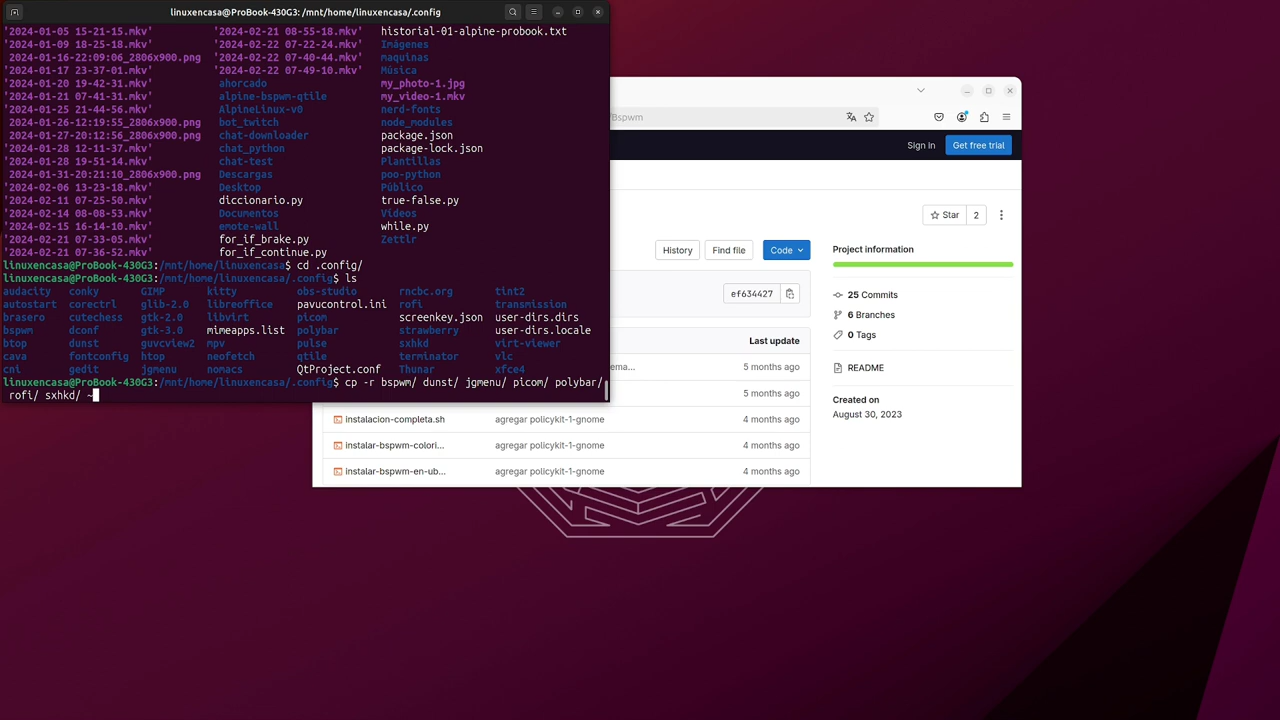 linuxencasa@ProBook-430G3: /mnt/home/linuxencasa/.config
'2024-01-05 15-21-15.mkv' '2024-02-21 08-55-18.mkv' historial-01-alpine-probook.txt
'2024-01-09 18-25-18.mkv' '2024-02-22 07-22-24.mkv' Imágenes
'2024-01-16-22:09:06_2806x900.png '2024-02-22 07-40-44.mkv' maquinas
'2024-01-17 23-37-01.mkv' '2024-02-22 07-49-10.mkv' Música
'2024-01-20 19-42-31.mkv' ahorcado my_photo-1.jpg
'2024-01-21 07-41-31.mkv' alpine-bspwm-qtile my_video-1.mkv
'2024-01-25 21-44-56.mkv' AlpineLinux-v0 nerd-fonts
'2024-01-26-12:19:55_2806x900.png bot_twitch node_modules
'2024-01-27-20:12:56_2806x900.png chat-downloader package.json
'2024-01-28 12-11-37.mkv' chat_python package-lock.json
'2024-01-28 19-51-14.mkv' chat-test Plantillas
'2024-01-31-20:21:10_2806x900.png Descargas poo-python
'2024-02-06 13-23-18.mkv' Desktop Público
'2024-02-11 07-25-50.mkv' diccionario.py true-false.py
'2024-02-14 08-08-53.mkv' Documentos Vídeos
'2024-02-15 16-14-10.mkv' emote-wall while.py
'2024-02-21 07-33-05.mkv' for_if_brake.py Zettlr
'2024-02-21 07-36-52.mkv' for_if_continue.py
linuxencasa@ProBook-430G3:/mnt/home/linuxencasa$ cd .config/
linuxencasa@ProBook-430G3:/mnt/home/linuxencasa/.config$ ls
audacity conky GIMP kitty obs-studio rncbc.org tint2
autostart corectrl glib-2.0 libreoffice pavucontrol.ini rofi transmission
brasero cutechess gtk-2.0 libvirt picom screenkey.json user-dirs.dirs
bspwm dconf gtk-3.0 mimeapps.list polybar strawberry user-dirs.locale
btop dunst guvcview2 mpv pulse sxhkd virt-viewer
cava fontconfig htop neofetch qtile terminator vlc
cni gedit jgmenu nomacs QtProject.conf Thunar xfce4
linuxencasa@ProBook-430G3:/mnt/home/linuxencasa/.config$ cp -r bspwm/ dunst/ jgmenu/ picom/ polybar/
rofi/ sxhkd/ ~
/Bspwm
Sign in Get free trial
Star 2
History Find file Code
Project information
ef634427
25 Commits
6 Branches
0 Tags
Last update
ema... 5 months ago
README
5 months ago
Created on
August 30, 2023
instalacion-completa.sh agregar policykit-1-gnome 4 months ago
instalar-bspwm-colori... agregar policykit-1-gnome 4 months ago
instalar-bspwm-en-ub... agregar policykit-1-gnome 4 months ago